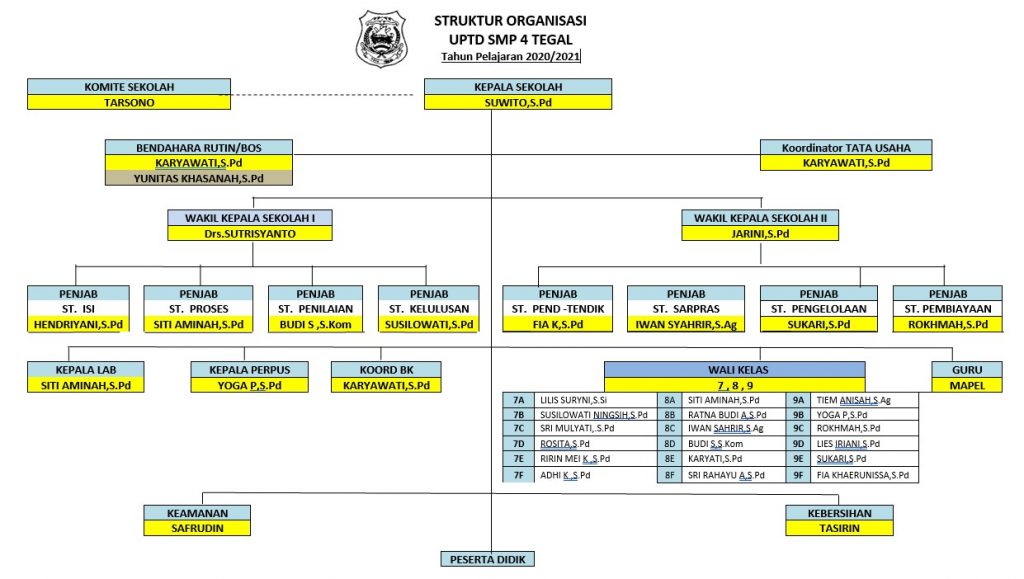 STRUKTUR ORGANISASI
UPTD SMP 4 TEGAL
Tahun Pelajaran 2020/2021
KOMITE SEKOLAH
TARSONO
KEPALA SEKOLAH
SUWITO,S.Pd
BENDAHARA RUTIN/BOS
KARYAWATI,S.Pd
YUNITAS KHASANAH,S.Pd
Koordinator TATA USAHA
KARYAWATI,S.Pd
WAKIL KEPALA SEKOLAH I
Drs.SUTRISYANTO
WAKIL KEPALA SEKOLAH II
JARINI,S.Pd
PENJAB
ST. ISI
HENDRIYANI,S.Pd
PENJAB
ST. PROSES
SITI AMINAH,S.Pd
PENJAB
ST. PENILAIAN
BUDI S ,S.Kom
PENJAB
ST. KELULUSAN
SUSILOWATI,S.Pd
PENJAB
ST. PEND -TENDIK
FIA K,S.Pd
PENJAB
ST. SARPRAS
IWAN SYAHRIR,S.Ag
PENJAB
ST. PENGELOLAAN
SUKARI,S.Pd
PENJAB
ST. PEMBIAYAAN
ROKHMAH,S.Pd
KEPALA LAB
SITI AMINAH,S.Pd
KEPALA PERPUS
YOGA P,S.Pd
KOORD BK
KARYAWATI,S.Pd
WALI KELAS
7 , 8 , 9
GURU
MAPEL
7A LILIS SURYNI,S.Si 8A SITI AMINAH,S.Pd 9A TIEM ANISAH,S.Ag
7B SUSILOWATI NINGSIH,S.Pd 8B RATNA BUDI A,S.Pd 9B YOGA P,S.Pd
7C SRI MULYATI,.S.Pd 8C IWAN SAHRIR,S.Ag 9C ROKHMAH,S.Pd
7D ROSITA,S.Pd 8D BUDI S,S.Kom 9D LIES IRIANI,S.Pd
7E RIRIN MEI K ,S.Pd 8E KARYATI,S.Pd 9E SUKARI,S.Pd
7F ADHI K ,S.Pd 8F SRI RAHAYU A,S.Pd 9F FIA KHAERUNISSA,S.Pd
KEAMANAN
SAFRUDIN
KEBERSIHAN
TASIRIN
PESERTA DIDIK